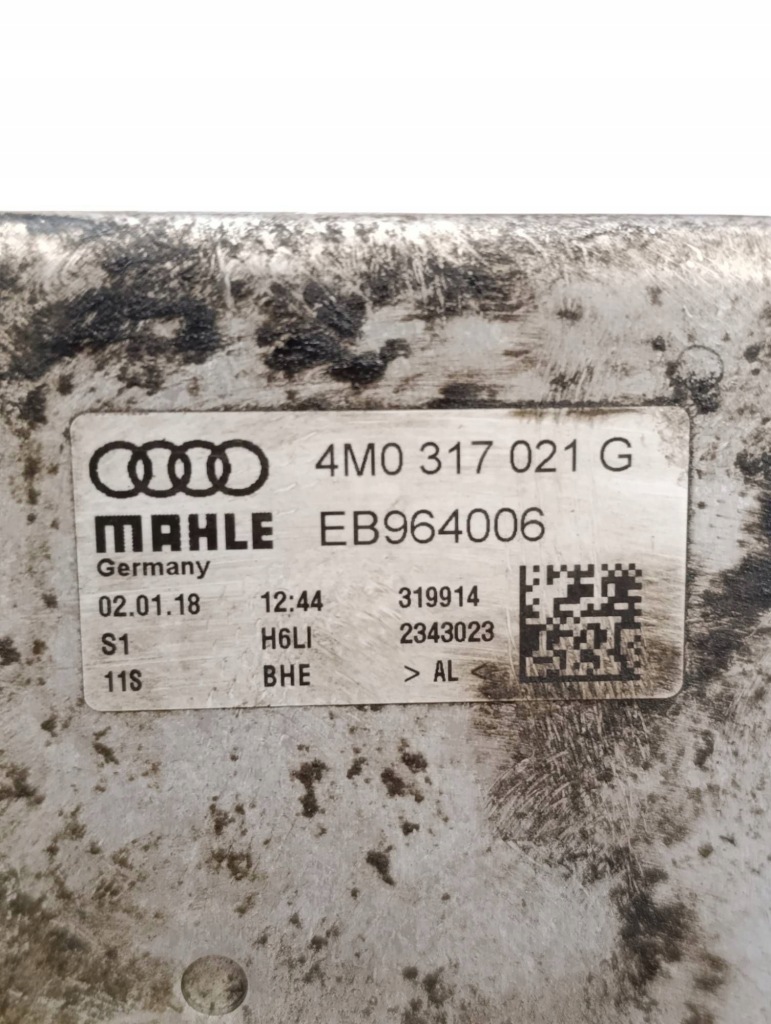 4M0 317 021 G
MAHLE EB964006
Germany
02.01.18 12:44 319914
S1 H6LI 2343023
11S BHE > AL <